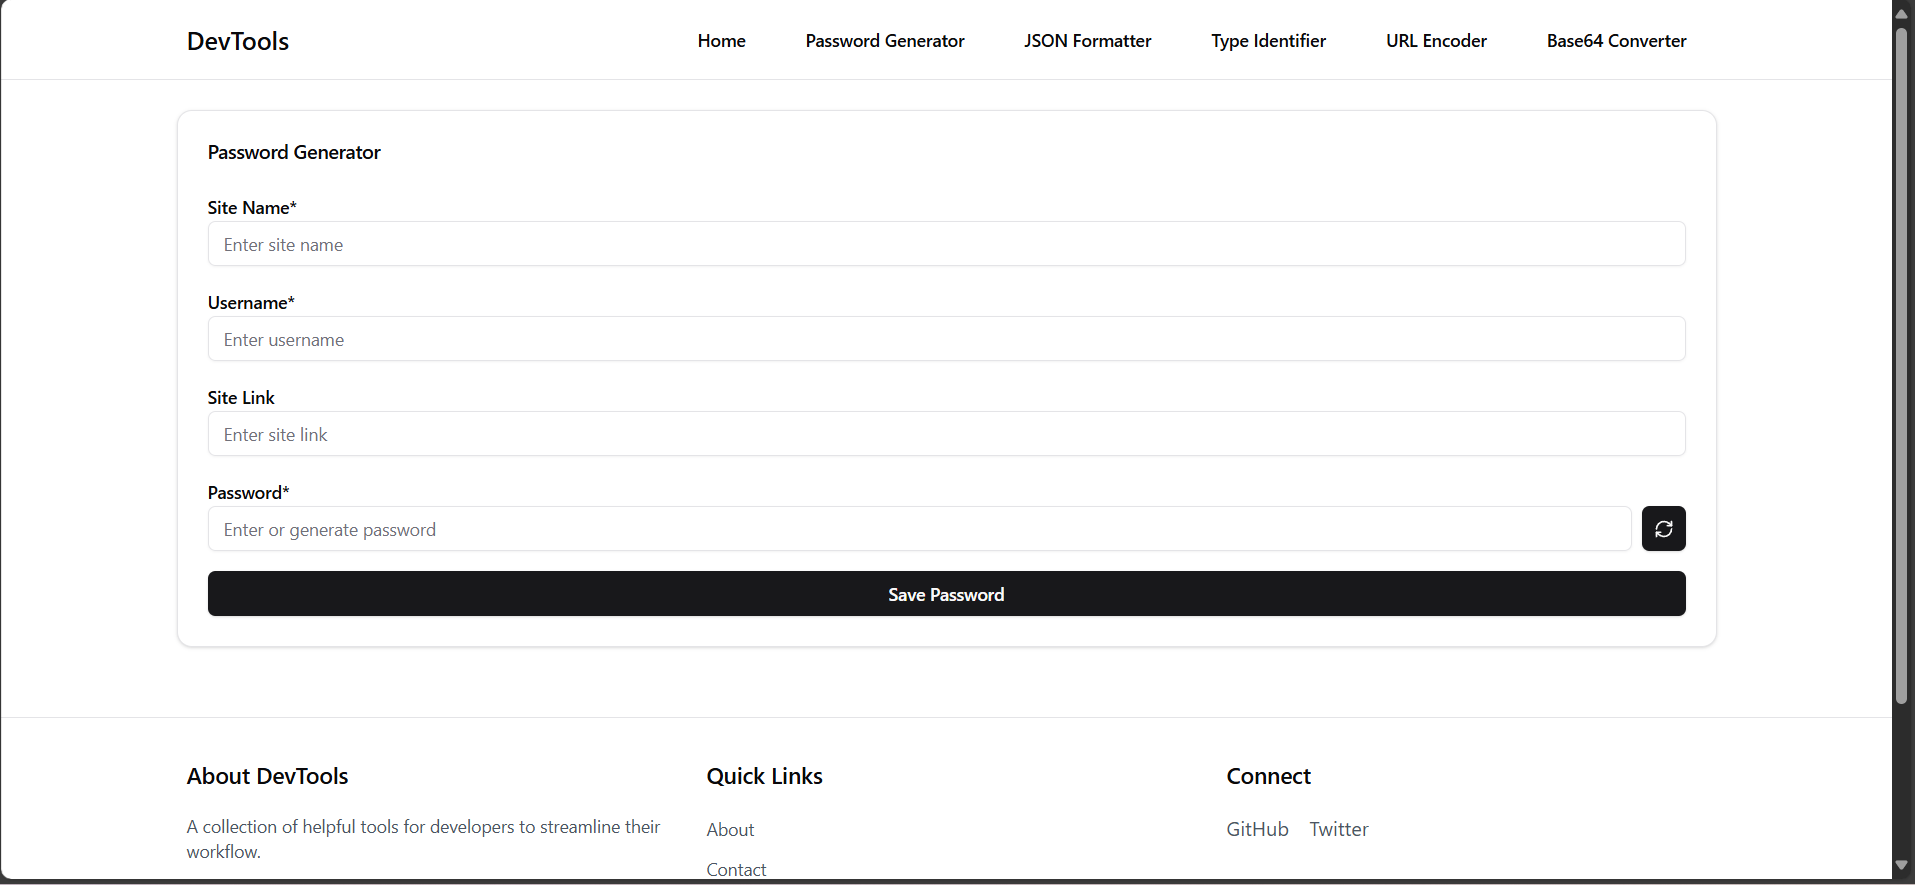 DevTools
Home
Password Generator
JSON Formatter
Type Identifier
URL Encoder
Base64 Converter
Password Generator
Site Name*
Enter site name
Username*
Enter username
Site Link
Enter site link
Password*
Enter or generate password
Save Password
About DevTools
A collection of helpful tools for developers to streamline their
workflow.
Quick Links
About
Contact
Connect
GitHub
Twitter